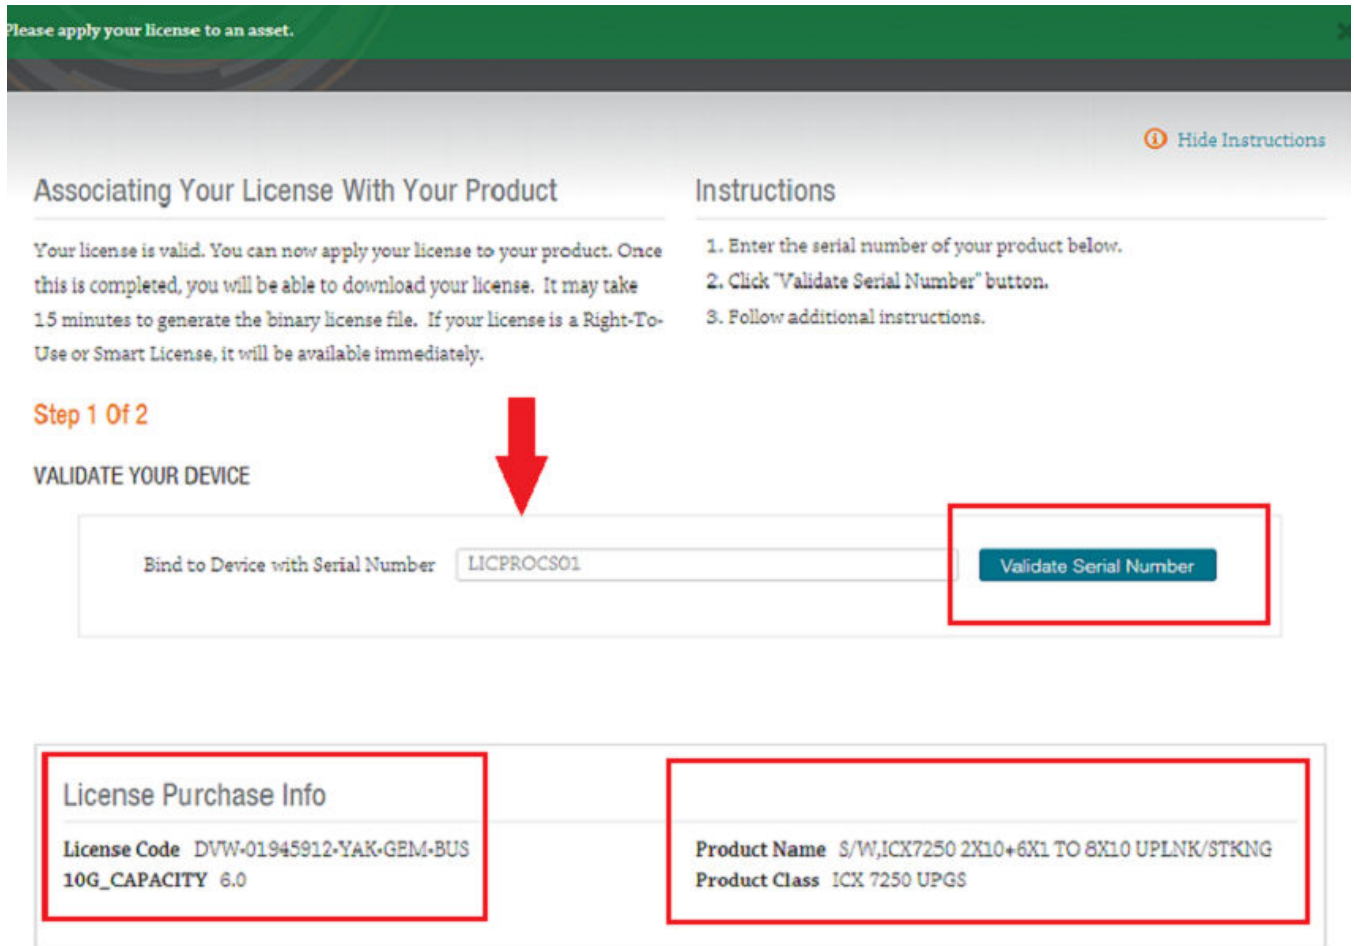 Please apply your license to an asset.
Hide Instructions
Associating Your License With Your Product
Your license is valid. You can now apply your license to your product. Once
this is completed, you will be able to download your license. It may take
15 minutes to generate the binary license file. If your license is a Right-To-
Use or Smart License, it will be available immediately.
Instructions
1. Enter the serial number of your product below.
2. Click "Validate Serial Number" button.
3. Follow additional instructions.
Step 1 Of 2
VALIDATE YOUR DEVICE
Bind to Device with Serial Number LICPROCS01 Validate Serial Number
License Purchase Info
License Code DVW-01945912-YAK-GEM-BUS
10G_CAPACITY 6.0
Product Name S/W,ICX7250 2X10+6X1 TO 8X10 UPLNK/STKNG
Product Class ICX 7250 UPGS